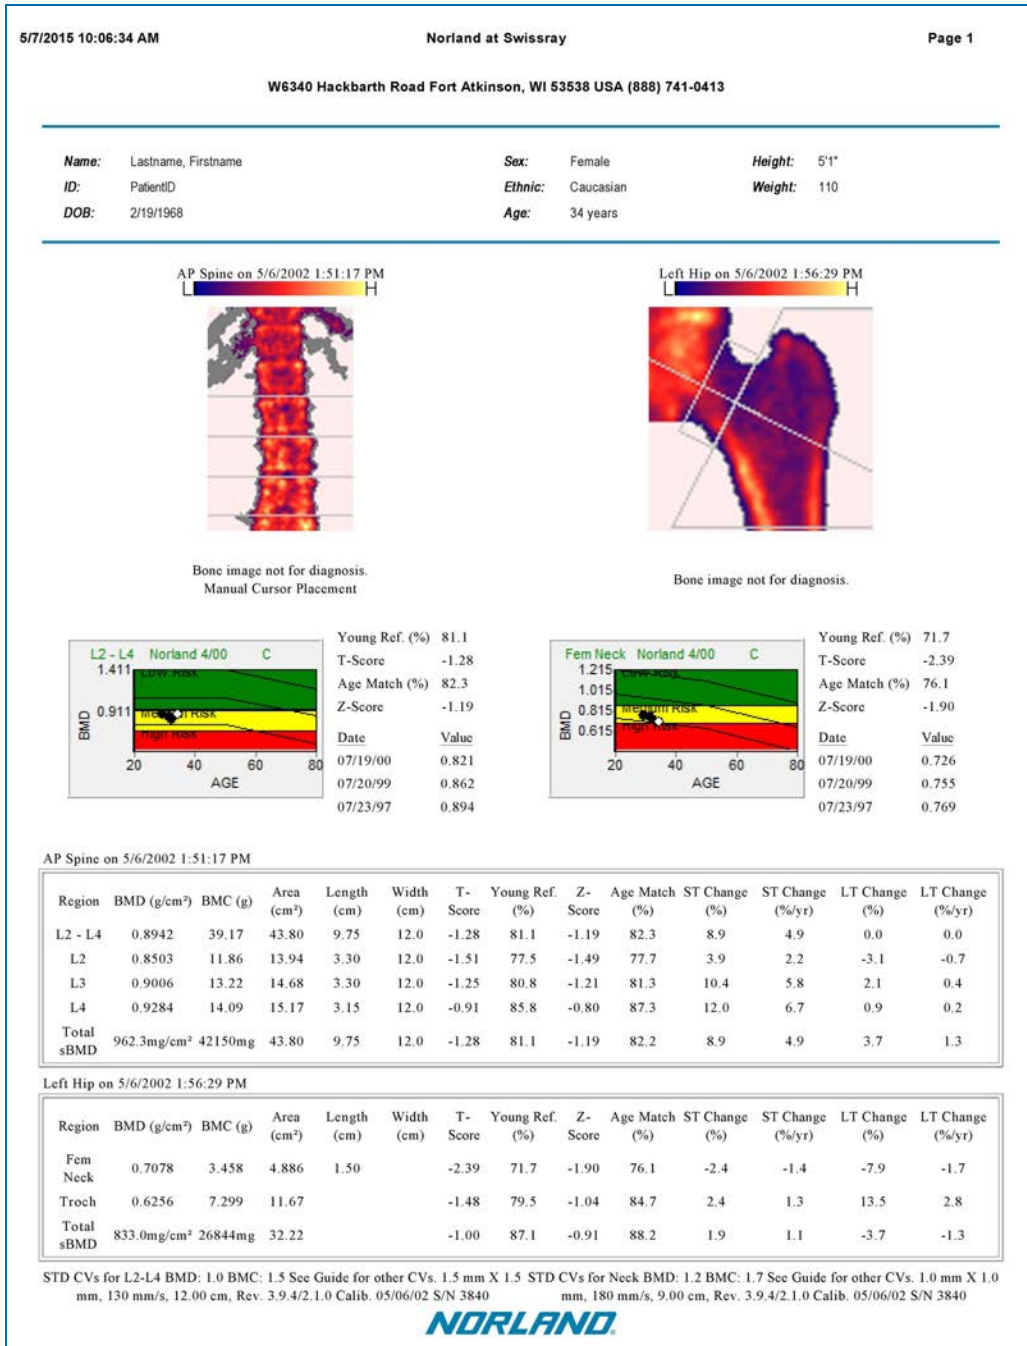 5/7/2015 10:06:34 AM Norland at Swissray Page 1
W6340 Hackbarth Road Fort Atkinson, WI 53538 USA (888) 741-0413
Name: Lastname, Firstname Sex: Female Height: 5'1"
ID: PatientID Ethnic: Caucasian Weight: 110
DOB: 2/19/1968 Age: 34 years
AP Spine on 5/6/2002 1:51:17 PM
L H
Left Hip on 5/6/2002 1:56:29 PM
L H
Bone image not for diagnosis.
Manual Cursor Placement
Bone image not for diagnosis.
L2 - L4 Norland 4/00 C
1.411
0.911
BMD
Low Risk
Medium Risk
High Risk
20 40 60 80
AGE
Young Ref. (%) 81.1
T-Score -1.28
Age Match (%) 82.3
Z-Score -1.19
Date Value
07/19/00 0.821
07/20/99 0.862
07/23/97 0.894
Fem Neck Norland 4/00 C
1.215
1.015
0.815
0.615
BMD
Low Risk
Medium Risk
High Risk
20 40 60 80
AGE
Young Ref. (%) 71.7
T-Score -2.39
Age Match (%) 76.1
Z-Score -1.90
Date Value
07/19/00 0.726
07/20/99 0.755
07/23/97 0.769
AP Spine on 5/6/2002 1:51:17 PM
Region BMD (g/cm²) BMC (g) Area (cm²) Length (cm) Width (cm) T-Score Young Ref. (%) Z-Score Age Match (%) ST Change (%) ST Change (%/yr) LT Change (%) LT Change (%/yr)
L2 - L4 0.8942 39.17 43.80 9.75 12.0 -1.28 81.1 -1.19 82.3 8.9 4.9 0.0 0.0
L2 0.8503 11.86 13.94 3.30 12.0 -1.51 77.5 -1.49 77.7 3.9 2.2 -3.1 -0.7
L3 0.9006 13.22 14.68 3.30 12.0 -1.25 80.8 -1.21 81.3 10.4 5.8 2.1 0.4
L4 0.9284 14.09 15.17 3.15 12.0 -0.91 85.8 -0.80 87.3 12.0 6.7 0.9 0.2
Total sBMD 962.3mg/cm² 42150mg 43.80 9.75 12.0 -1.28 81.1 -1.19 82.2 8.9 4.9 3.7 1.3
Left Hip on 5/6/2002 1:56:29 PM
Region BMD (g/cm²) BMC (g) Area (cm²) Length (cm) Width (cm) T-Score Young Ref. (%) Z-Score Age Match (%) ST Change (%) ST Change (%/yr) LT Change (%) LT Change (%/yr)
Fem Neck 0.7078 3.458 4.886 1.50 -2.39 71.7 -1.90 76.1 -2.4 -1.4 -7.9 -1.7
Troch 0.6256 7.299 11.67 -1.48 79.5 -1.04 84.7 2.4 1.3 13.5 2.8
Total sBMD 833.0mg/cm² 26844mg 32.22 -1.00 87.1 -0.91 88.2 1.9 1.1 -3.7 -1.3
STD CVs for L2-L4 BMD: 1.0 BMC: 1.5 See Guide for other CVs. 1.5 mm X 1.5
mm, 130 mm/s, 12.00 cm, Rev. 3.9.4/2.1.0 Calib. 05/06/02 S/N 3840
STD CVs for Neck BMD: 1.2 BMC: 1.7 See Guide for other CVs. 1.0 mm X 1.0
mm, 180 mm/s, 9.00 cm, Rev. 3.9.4/2.1.0 Calib. 05/06/02 S/N 3840
NORLAND.